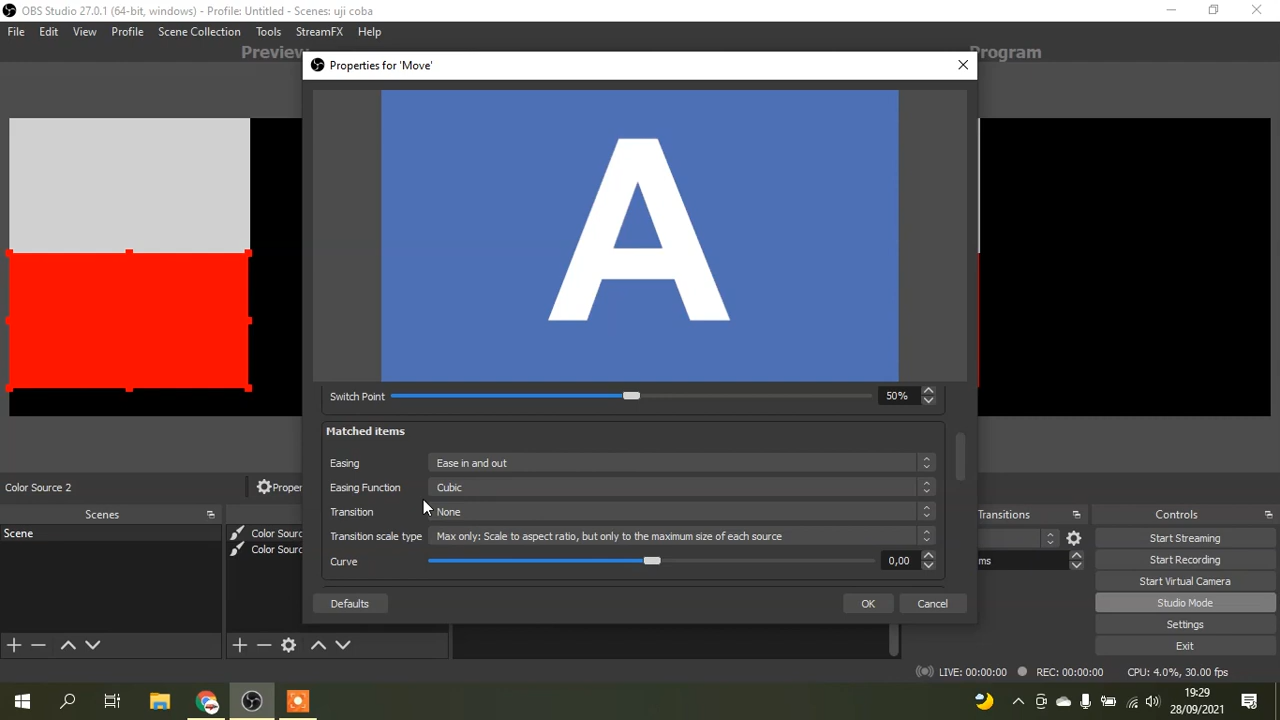 OBS Studio 27.0.1 (64-bit, windows) - Profile: Untitled - Scenes: uji coba
File Edit View Profile Scene Collection Tools StreamFX Help
Preview
Program
Properties for 'Move'
A
Switch Point 50%
Matched items
Easing Ease in and out
Easing Function Cubic
Transition None
Transition scale type Max only: Scale to aspect ratio, but only to the maximum size of each source
Curve 0,00
Defaults OK Cancel
Color Source 2
Scenes
Scene
Color Sourc
Color Sourc
Transitions
Controls
Start Streaming
Start Recording
Start Virtual Camera
Studio Mode
Settings
Exit
LIVE: 00:00:00 REC: 00:00:00 CPU: 4.0%, 30.00 fps
19:29
28/09/2021